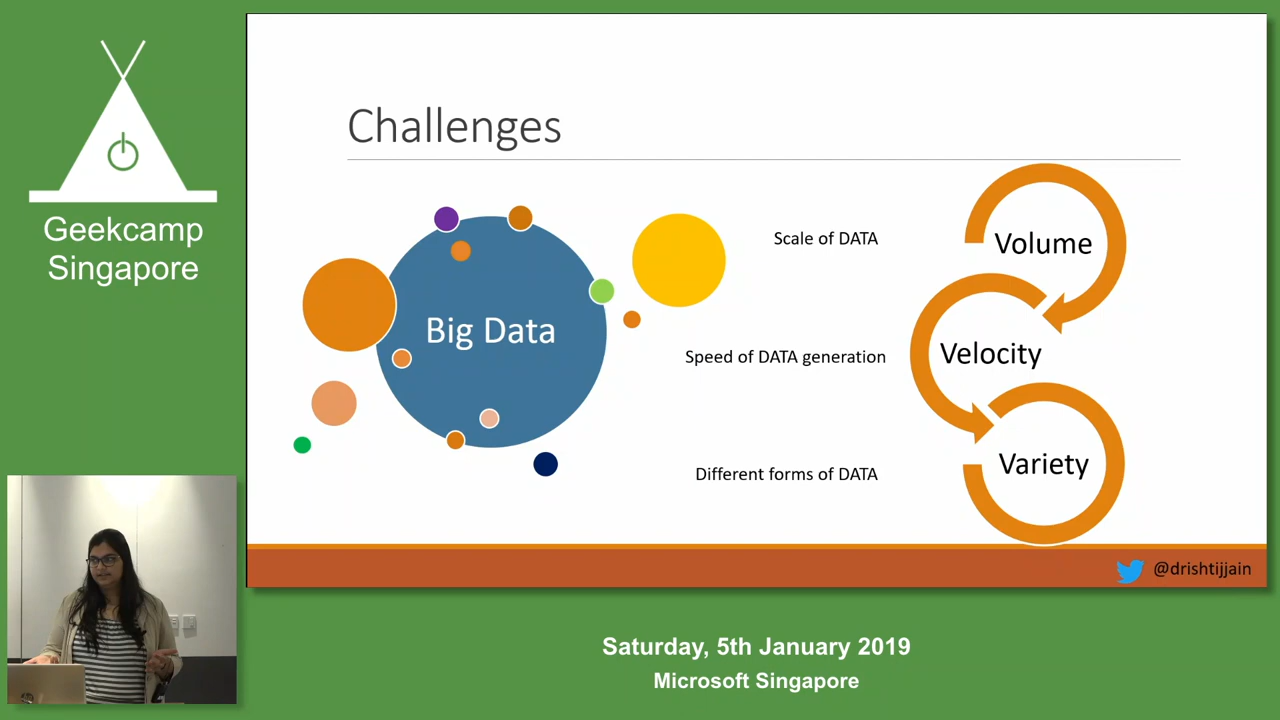 Geekcamp
Singapore
Challenges
Big Data
Scale of DATA
Volume
Speed of DATA generation
Velocity
Different forms of DATA
Variety
@drishtijjain
Saturday, 5th January 2019
Microsoft Singapore